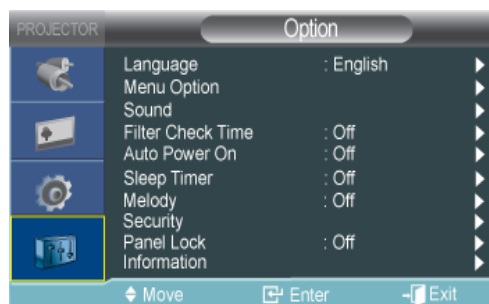 PROJECTOR
Option
Language : English
Menu Option
Sound
Filter Check Time : Off
Auto Power On : Off
Sleep Timer : Off
Melody : Off
Security
Panel Lock : Off
Information
Move Enter Exit